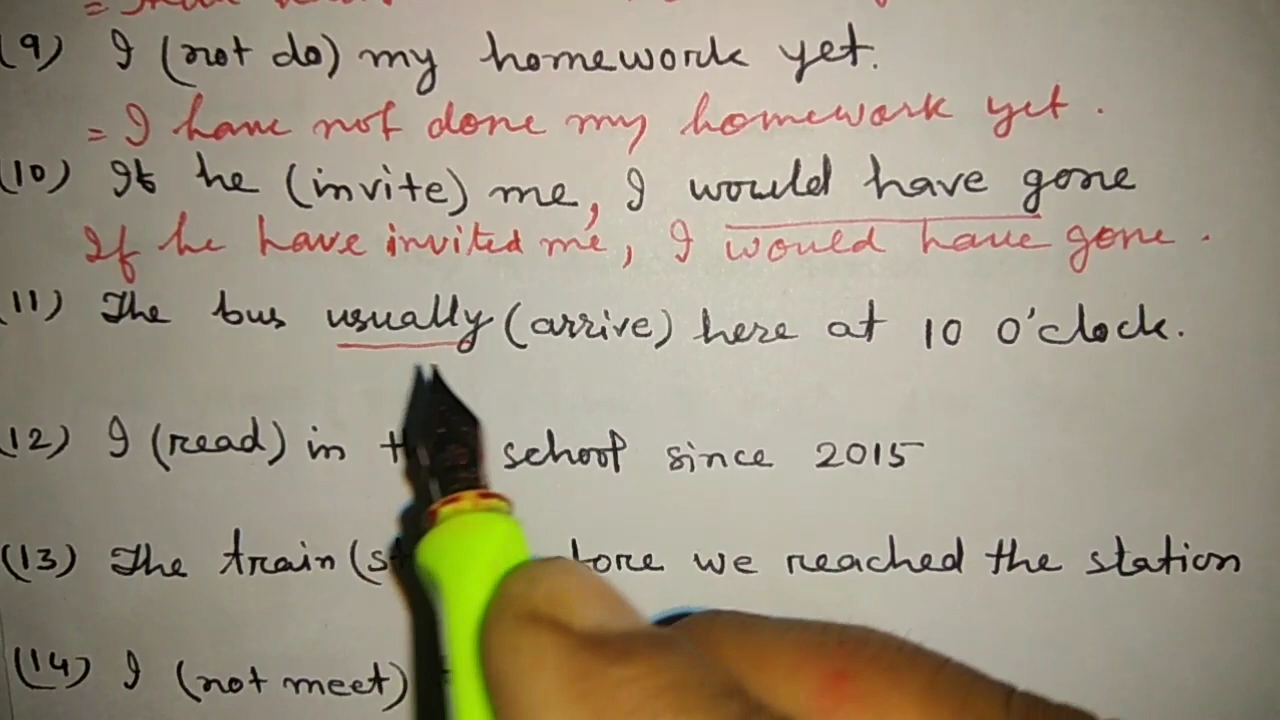 (9) I (not do) my homework yet.
= I have not done my homework yet.
(10) If he (invite) me, I would have gone
If he have invited me, I would have gone.
(11) The bus usually (arrive) here at 10 O'clock.
(12) I (read) in school since 2015
(13) The train we reached the station
(14) I (not meet)